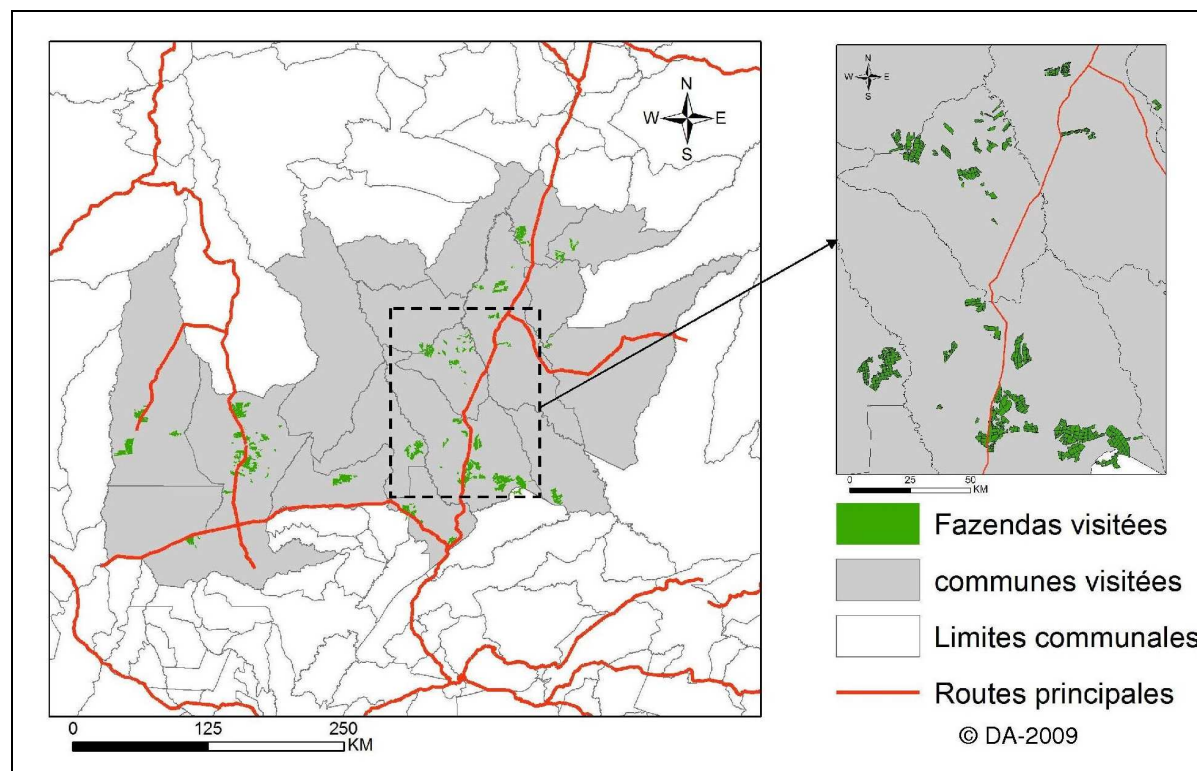 N
W E
S
0 125 250
KM
N
W E
S
0 25 50
KM
Fazendas visitées
communes visitées
Limites communales
Routes principales
© DA-2009